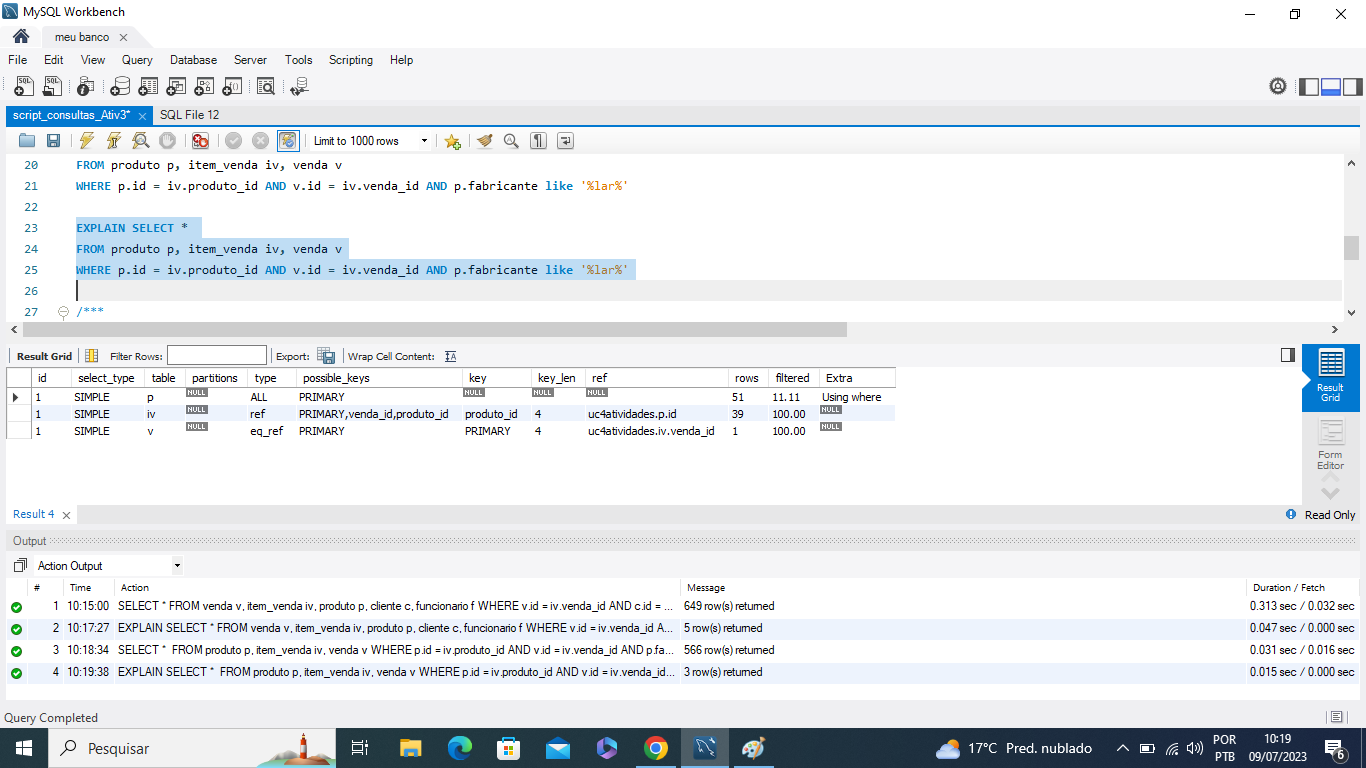 MySQL Workbench
meu banco
File Edit View Query Database Server Tools Scripting Help
script_consultas_Ativ3* SQL File 12
Limit to 1000 rows
20 FROM produto p, item_venda iv, venda v
21 WHERE p.id = iv.produto_id AND v.id = iv.venda_id AND p.fabricante like '%lar%'
22
23 EXPLAIN SELECT *
24 FROM produto p, item_venda iv, venda v
25 WHERE p.id = iv.produto_id AND v.id = iv.venda_id AND p.fabricante like '%lar%'
26
27 /***
Result Grid Filter Rows: Export: Wrap Cell Content:
id select_type table partitions type possible_keys key key_len ref rows filtered Extra
1 SIMPLE p NULL ALL PRIMARY NULL NULL NULL 51 11.11 Using where
1 SIMPLE iv NULL ref PRIMARY,venda_id,produto_id produto_id 4 uc4atividades.p.id 39 100.00 NULL
1 SIMPLE v NULL eq_ref PRIMARY PRIMARY 4 uc4atividades.iv.venda_id 1 100.00 NULL
Result Grid
Form Editor
Result 4 Read Only
Output
Action Output
# Time Action Message Duration / Fetch
1 10:15:00 SELECT * FROM venda v, item_venda iv, produto p, cliente c, funcionario f WHERE v.id = iv.venda_id AND c.id = ... 649 row(s) returned 0.313 sec / 0.032 sec
2 10:17:27 EXPLAIN SELECT * FROM venda v, item_venda iv, produto p, cliente c, funcionario f WHERE v.id = iv.venda_id A... 5 row(s) returned 0.047 sec / 0.000 sec
3 10:18:34 SELECT * FROM produto p, item_venda iv, venda v WHERE p.id = iv.produto_id AND v.id = iv.venda_id AND p.fa... 566 row(s) returned 0.031 sec / 0.016 sec
4 10:19:38 EXPLAIN SELECT * FROM produto p, item_venda iv, venda v WHERE p.id = iv.produto_id AND v.id = iv.venda_id... 3 row(s) returned 0.015 sec / 0.000 sec
Query Completed
Pesquisar 17°C Pred. nublado POR PTB 10:19 09/07/2023 6